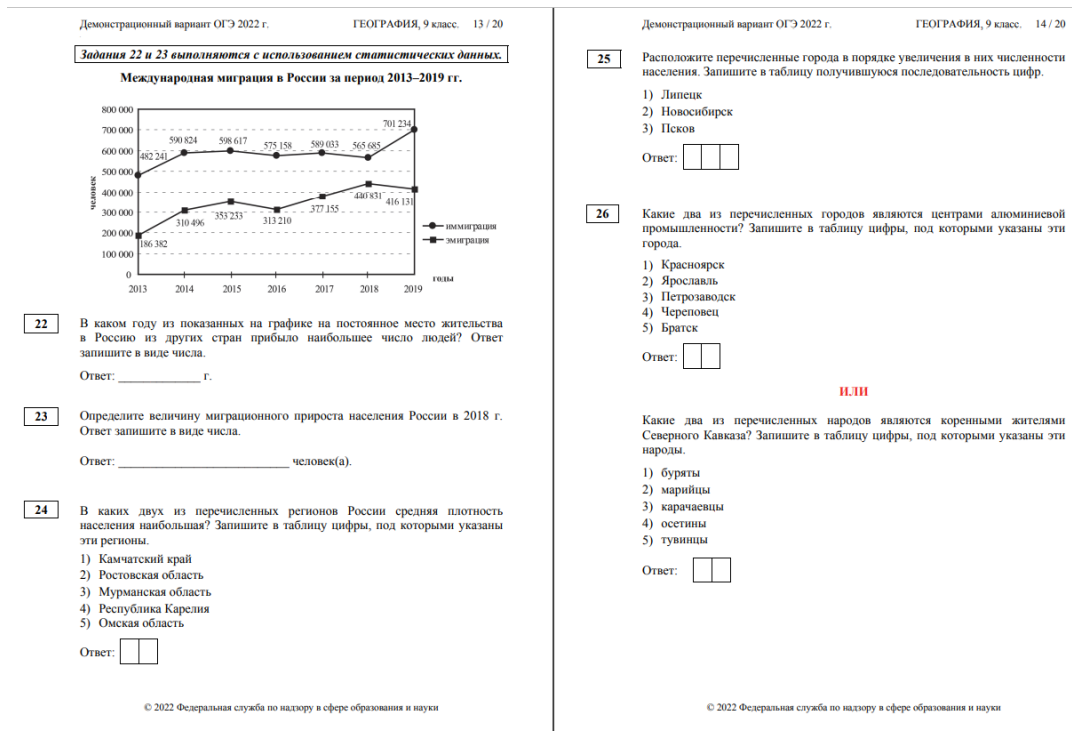 Демонстрационный вариант ОГЭ 2022 г. ГЕОГРАФИЯ, 9 класс. 13 / 20
Задания 22 и 23 выполняются с использованием статистических данных.
Международная миграция в России за период 2013–2019 гг.
800 000
700 000
600 000
500 000
400 000
300 000
200 000
100 000
0
человек
482 241
590 824
598 617
575 158
589 033
565 685
701 234
186 382
310 496
353 233
313 210
377 155
440 831
416 131
иммиграция
эмиграция
годы
2013 2014 2015 2016 2017 2018 2019
22
В каком году из показанных на графике на постоянное место жительства
в Россию из других стран прибыло наибольшее число людей? Ответ
запишите в виде числа.
Ответ: _____________ г.
23
Определите величину миграционного прироста населения России в 2018 г.
Ответ запишите в виде числа.
Ответ: ___________________________ человек(а).
24
В каких двух из перечисленных регионов России средняя плотность
населения наибольшая? Запишите в таблицу цифры, под которыми указаны
эти регионы.
1) Камчатский край
2) Ростовская область
3) Мурманская область
4) Республика Карелия
5) Омская область
Ответ:
© 2022 Федеральная служба по надзору в сфере образования и науки
Демонстрационный вариант ОГЭ 2022 г. ГЕОГРАФИЯ, 9 класс. 14 / 20
25
Расположите перечисленные города в порядке увеличения в них численности
населения. Запишите в таблицу получившуюся последовательность цифр.
1) Липецк
2) Новосибирск
3) Псков
Ответ:
26
Какие два из перечисленных городов являются центрами алюминиевой
промышленности? Запишите в таблицу цифры, под которыми указаны эти
города.
1) Красноярск
2) Ярославль
3) Петрозаводск
4) Череповец
5) Братск
Ответ:
ИЛИ
Какие два из перечисленных народов являются коренными жителями
Северного Кавказа? Запишите в таблицу цифры, под которыми указаны эти
народы.
1) буряты
2) марийцы
3) карачаевцы
4) осетины
5) тувинцы
Ответ:
© 2022 Федеральная служба по надзору в сфере образования и науки